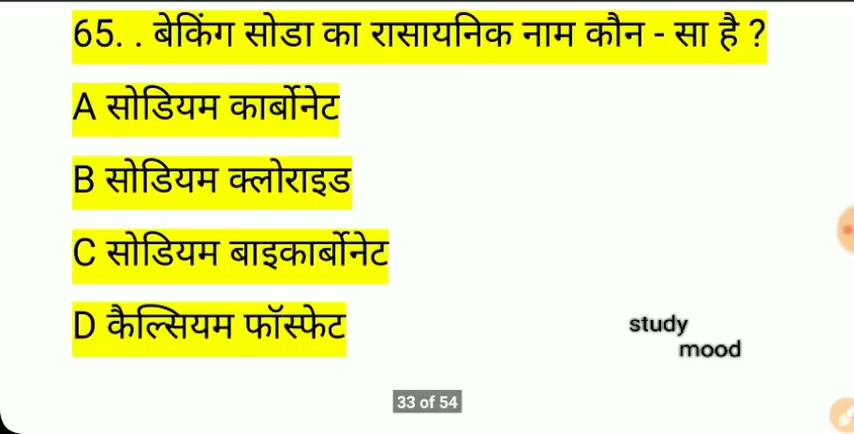 65. . बेकिंग सोडा का रासायनिक नाम कौन - सा है ?
A सोडियम कार्बोनेट
B सोडियम क्लोराइड
C सोडियम बाइकार्बोनेट
D कैल्सियम फॉस्फेट
study
mood
33 of 54